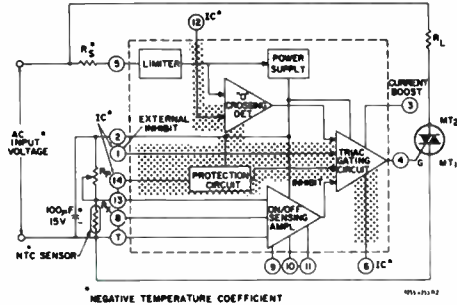 12 IC*
RL
RS*
5
LIMITER
POWER SUPPLY
CURRENT BOOST
3
"0" CROSSING DET.
AC INPUT VOLTAGE*
IC*
EXTERNAL INHIBIT
2
1
MT2
MT1
G
4
TRIAC GATING CIRCUIT
RP
14
PROTECTION CIRCUIT
INHIBIT
13
100µF 15V
+
-
8
ON/OFF SENSING AMPL.
7
NTC SENSOR
9
10
11
6
IC*
* NEGATIVE TEMPERATURE COEFFICIENT